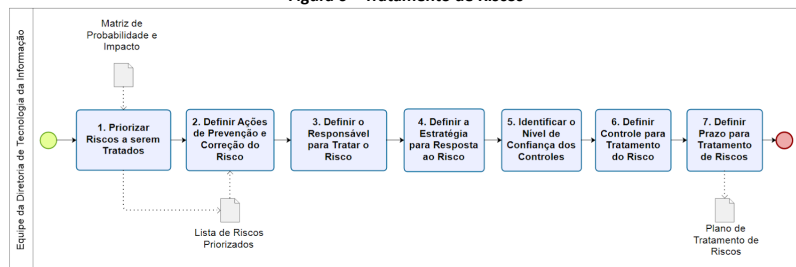 Matriz de
Probabilidade e
Impacto
Equipe da Diretoria de Tecnologia da Informação
1. Priorizar
Riscos a serem
Tratados
2. Definir Ações
de Prevenção e
Correção do
Risco
3. Definir o
Responsável
para Tratar o
Risco
4. Definir a
Estratégia
para Resposta
ao Risco
5. Identificar o
Nível de
Confiança dos
Controles
6. Definir
Controle para
Tratamento
do Risco
7. Definir
Prazo para
Tratamento
de Riscos
Lista de Riscos
Priorizados
Plano de
Tratamento de
Riscos